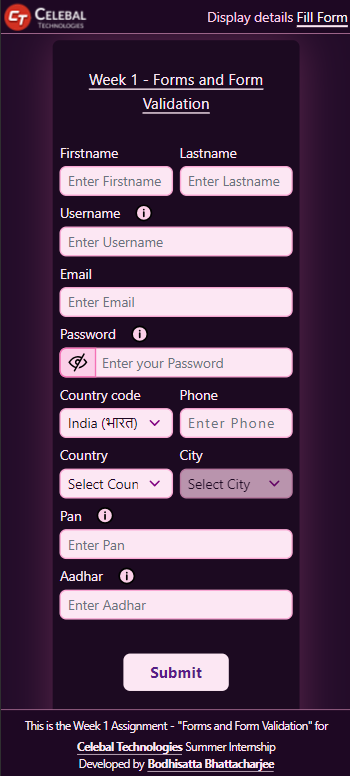 CT CELEBAL
TECHNOLOGIES
Display details Fill Form
Week 1 - Forms and Form
Validation
Firstname Lastname
Enter Firstname Enter Lastname
Username i
Enter Username
Email
Enter Email
Password i
Enter your Password
Country code Phone
India (भारत) Enter Phone
Country City
Select Coun Select City
Pan i
Enter Pan
Aadhar i
Enter Aadhar
Submit
This is the Week 1 Assignment - "Forms and Form Validation" for
Celebal Technologies Summer Internship
Developed by Bodhisatta Bhattacharjee